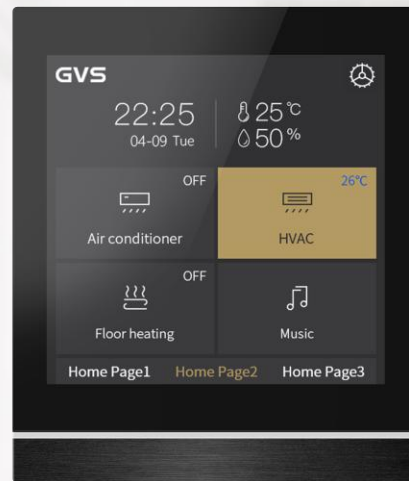 GVS
22:25
25℃
04-09 Tue
50%
OFF
26℃
Air conditioner
HVAC
OFF
Floor heating
Music
Home Page1 Home Page2 Home Page3